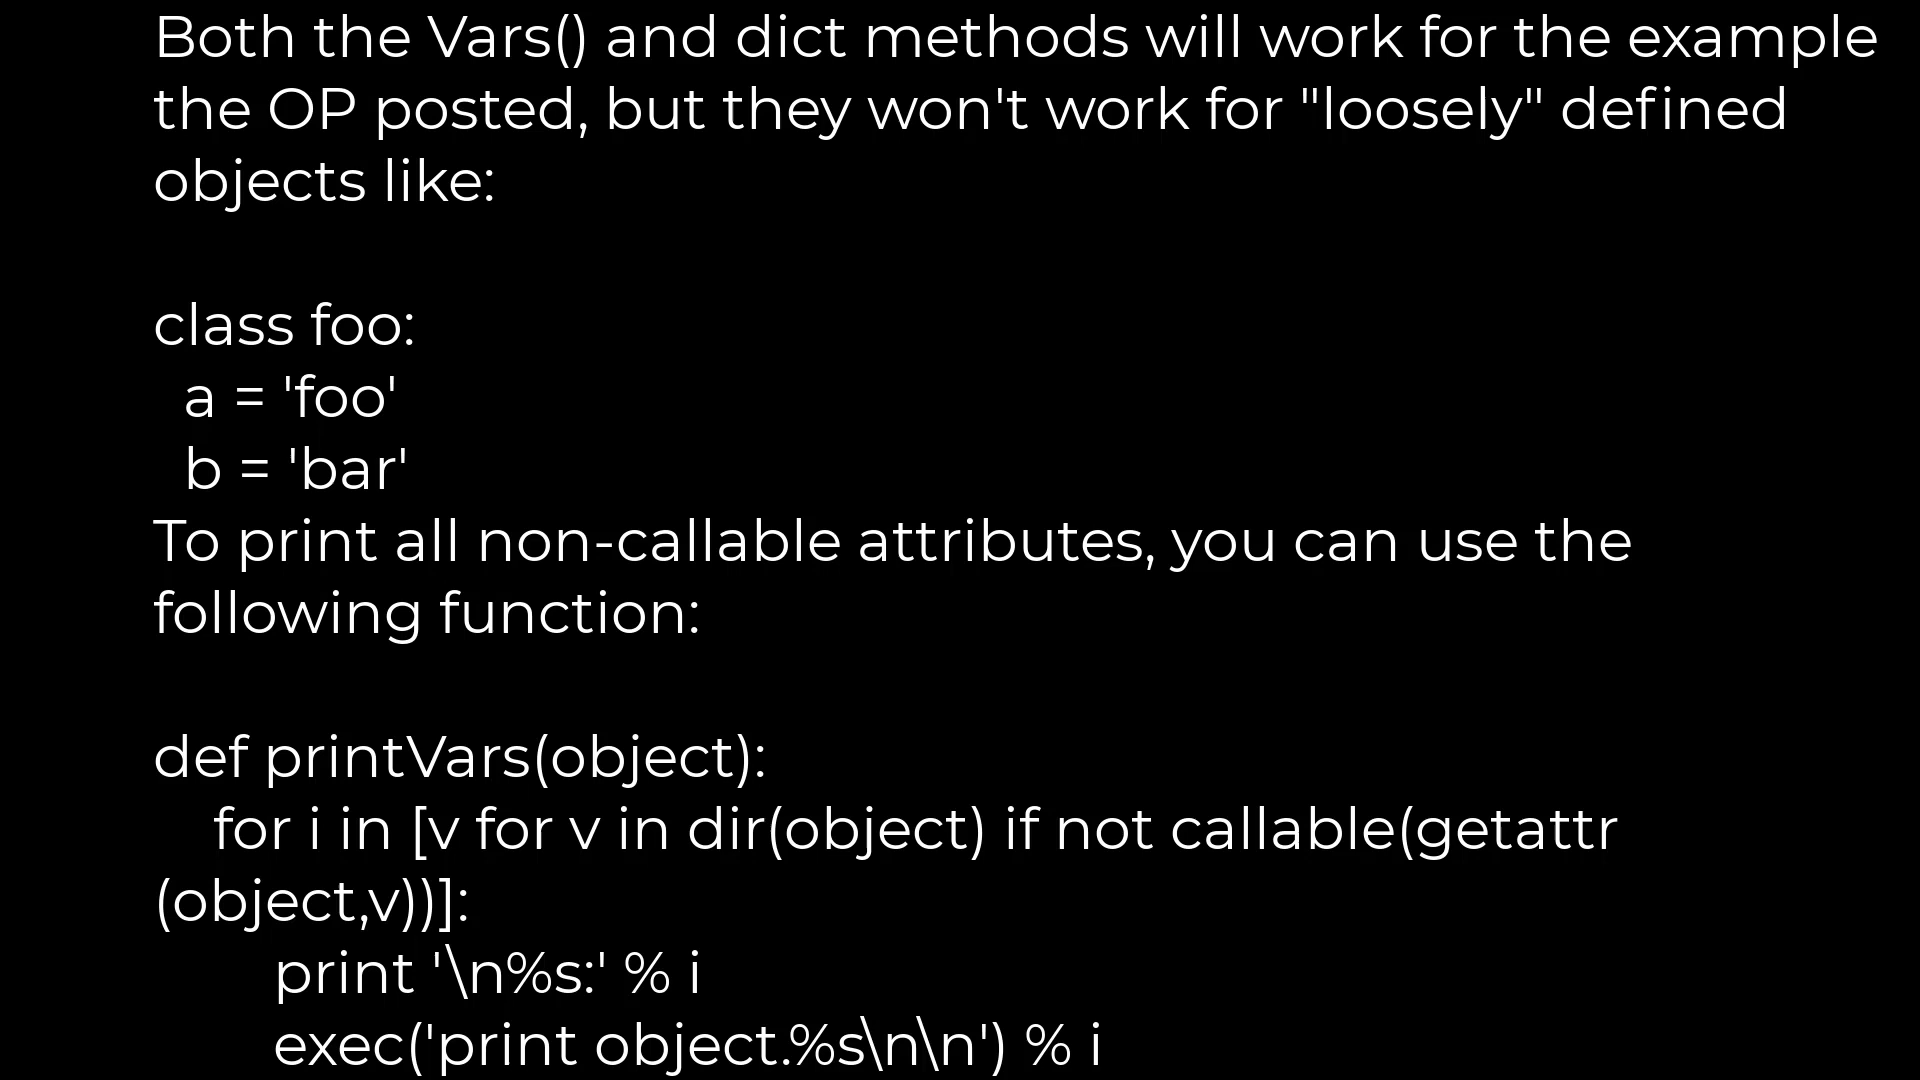 Both the Vars() and dict methods will work for the example
the OP posted, but they won't work for "loosely" defined
objects like:

class foo:
  a = 'foo'
  b = 'bar'
To print all non-callable attributes, you can use the
following function:

def printVars(object):
    for i in [v for v in dir(object) if not callable(getattr
(object,v))]:
        print '\n%s:' % i
        exec('print object.%s\n\n') % i